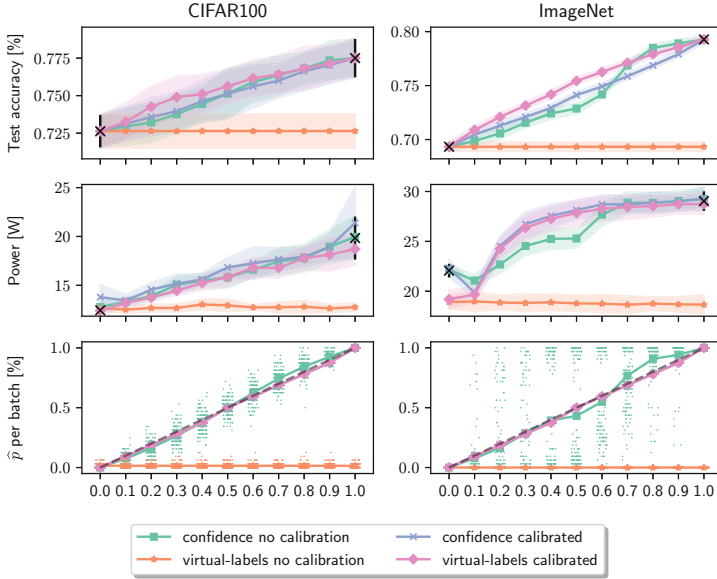 CIFAR100
ImageNet
Test accuracy [%]
0.775
0.750
0.725
0.80
0.75
0.70
Power [W]
25
20
15
30
25
20
p̂ per batch [%]
1.0
0.5
0.0
1.0
0.5
0.0
0.0 0.1 0.2 0.3 0.4 0.5 0.6 0.7 0.8 0.9 1.0
0.0 0.1 0.2 0.3 0.4 0.5 0.6 0.7 0.8 0.9 1.0
confidence no calibration
confidence calibrated
virtual-labels no calibration
virtual-labels calibrated